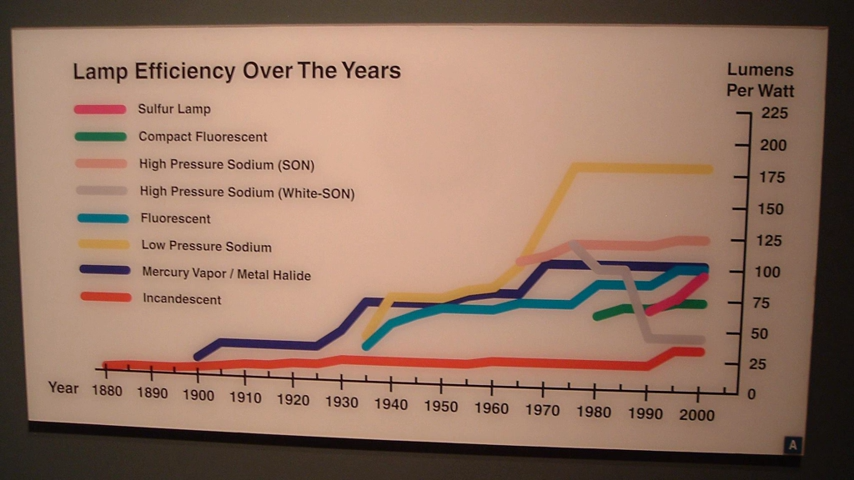 Lamp Efficiency Over The Years
Lumens
Per Watt
Sulfur Lamp
Compact Fluorescent
High Pressure Sodium (SON)
High Pressure Sodium (White-SON)
Fluorescent
Low Pressure Sodium
Mercury Vapor / Metal Halide
Incandescent
225
200
175
150
125
100
75
50
25
0
Year 1880 1890 1900 1910 1920 1930 1940 1950 1960 1970 1980 1990 2000
A